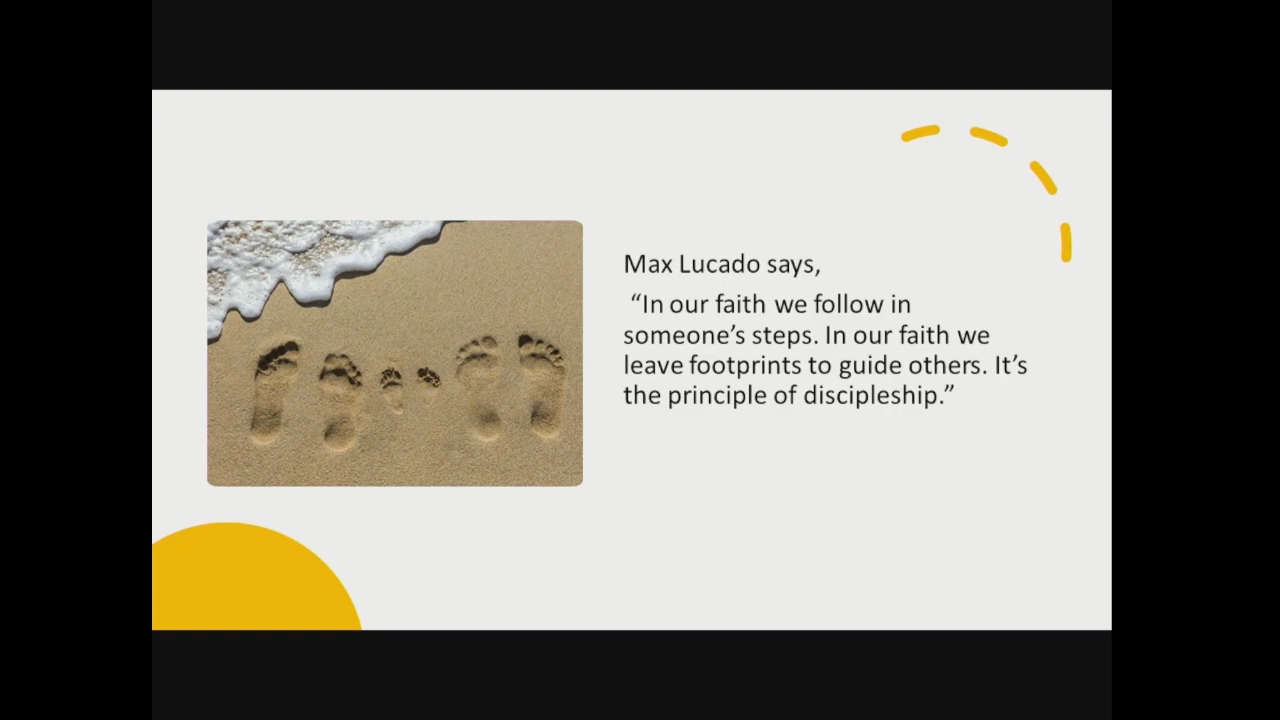 Max Lucado says,
“In our faith we follow in
someone’s steps. In our faith we
leave footprints to guide others. It’s
the principle of discipleship.”